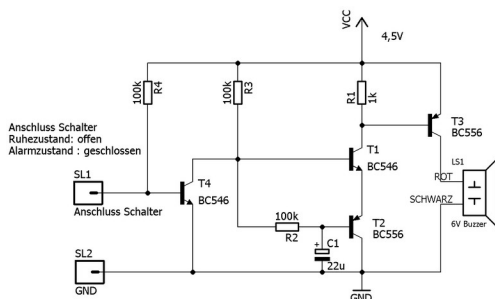 VCC
4,5V
100k
R4
100k
R3
R1
1k
T3
BC556
Anschluss Schalter
Ruhezustand: offen
Alarmzustand : geschlossen
T1
BC546
LS1
ROT
SL1
T4
BC546
SCHWARZ
Anschluss Schalter
6V Buzzer
100k
R2
T2
BC556
+
C1
22u
SL2
GND
GND